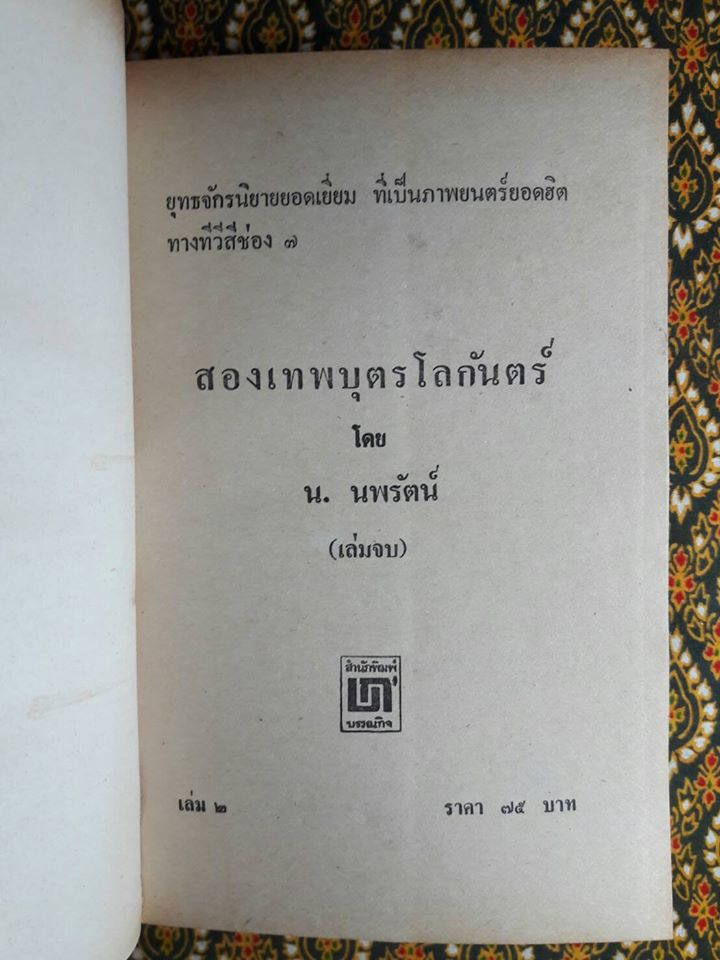 ยุทธจักรนิยายยอดเยี่ยม ที่เป็นภาพยนตร์ยอดฮิต
ทางทีวีสีช่อง ๗
สองเทพบุตรโลกันตร์
โดย
น. นพรัตน์
(เล่มจบ)
สำนักพิมพ์
บรรณกิจ
เล่ม ๒ ราคา ๗๕ บาท